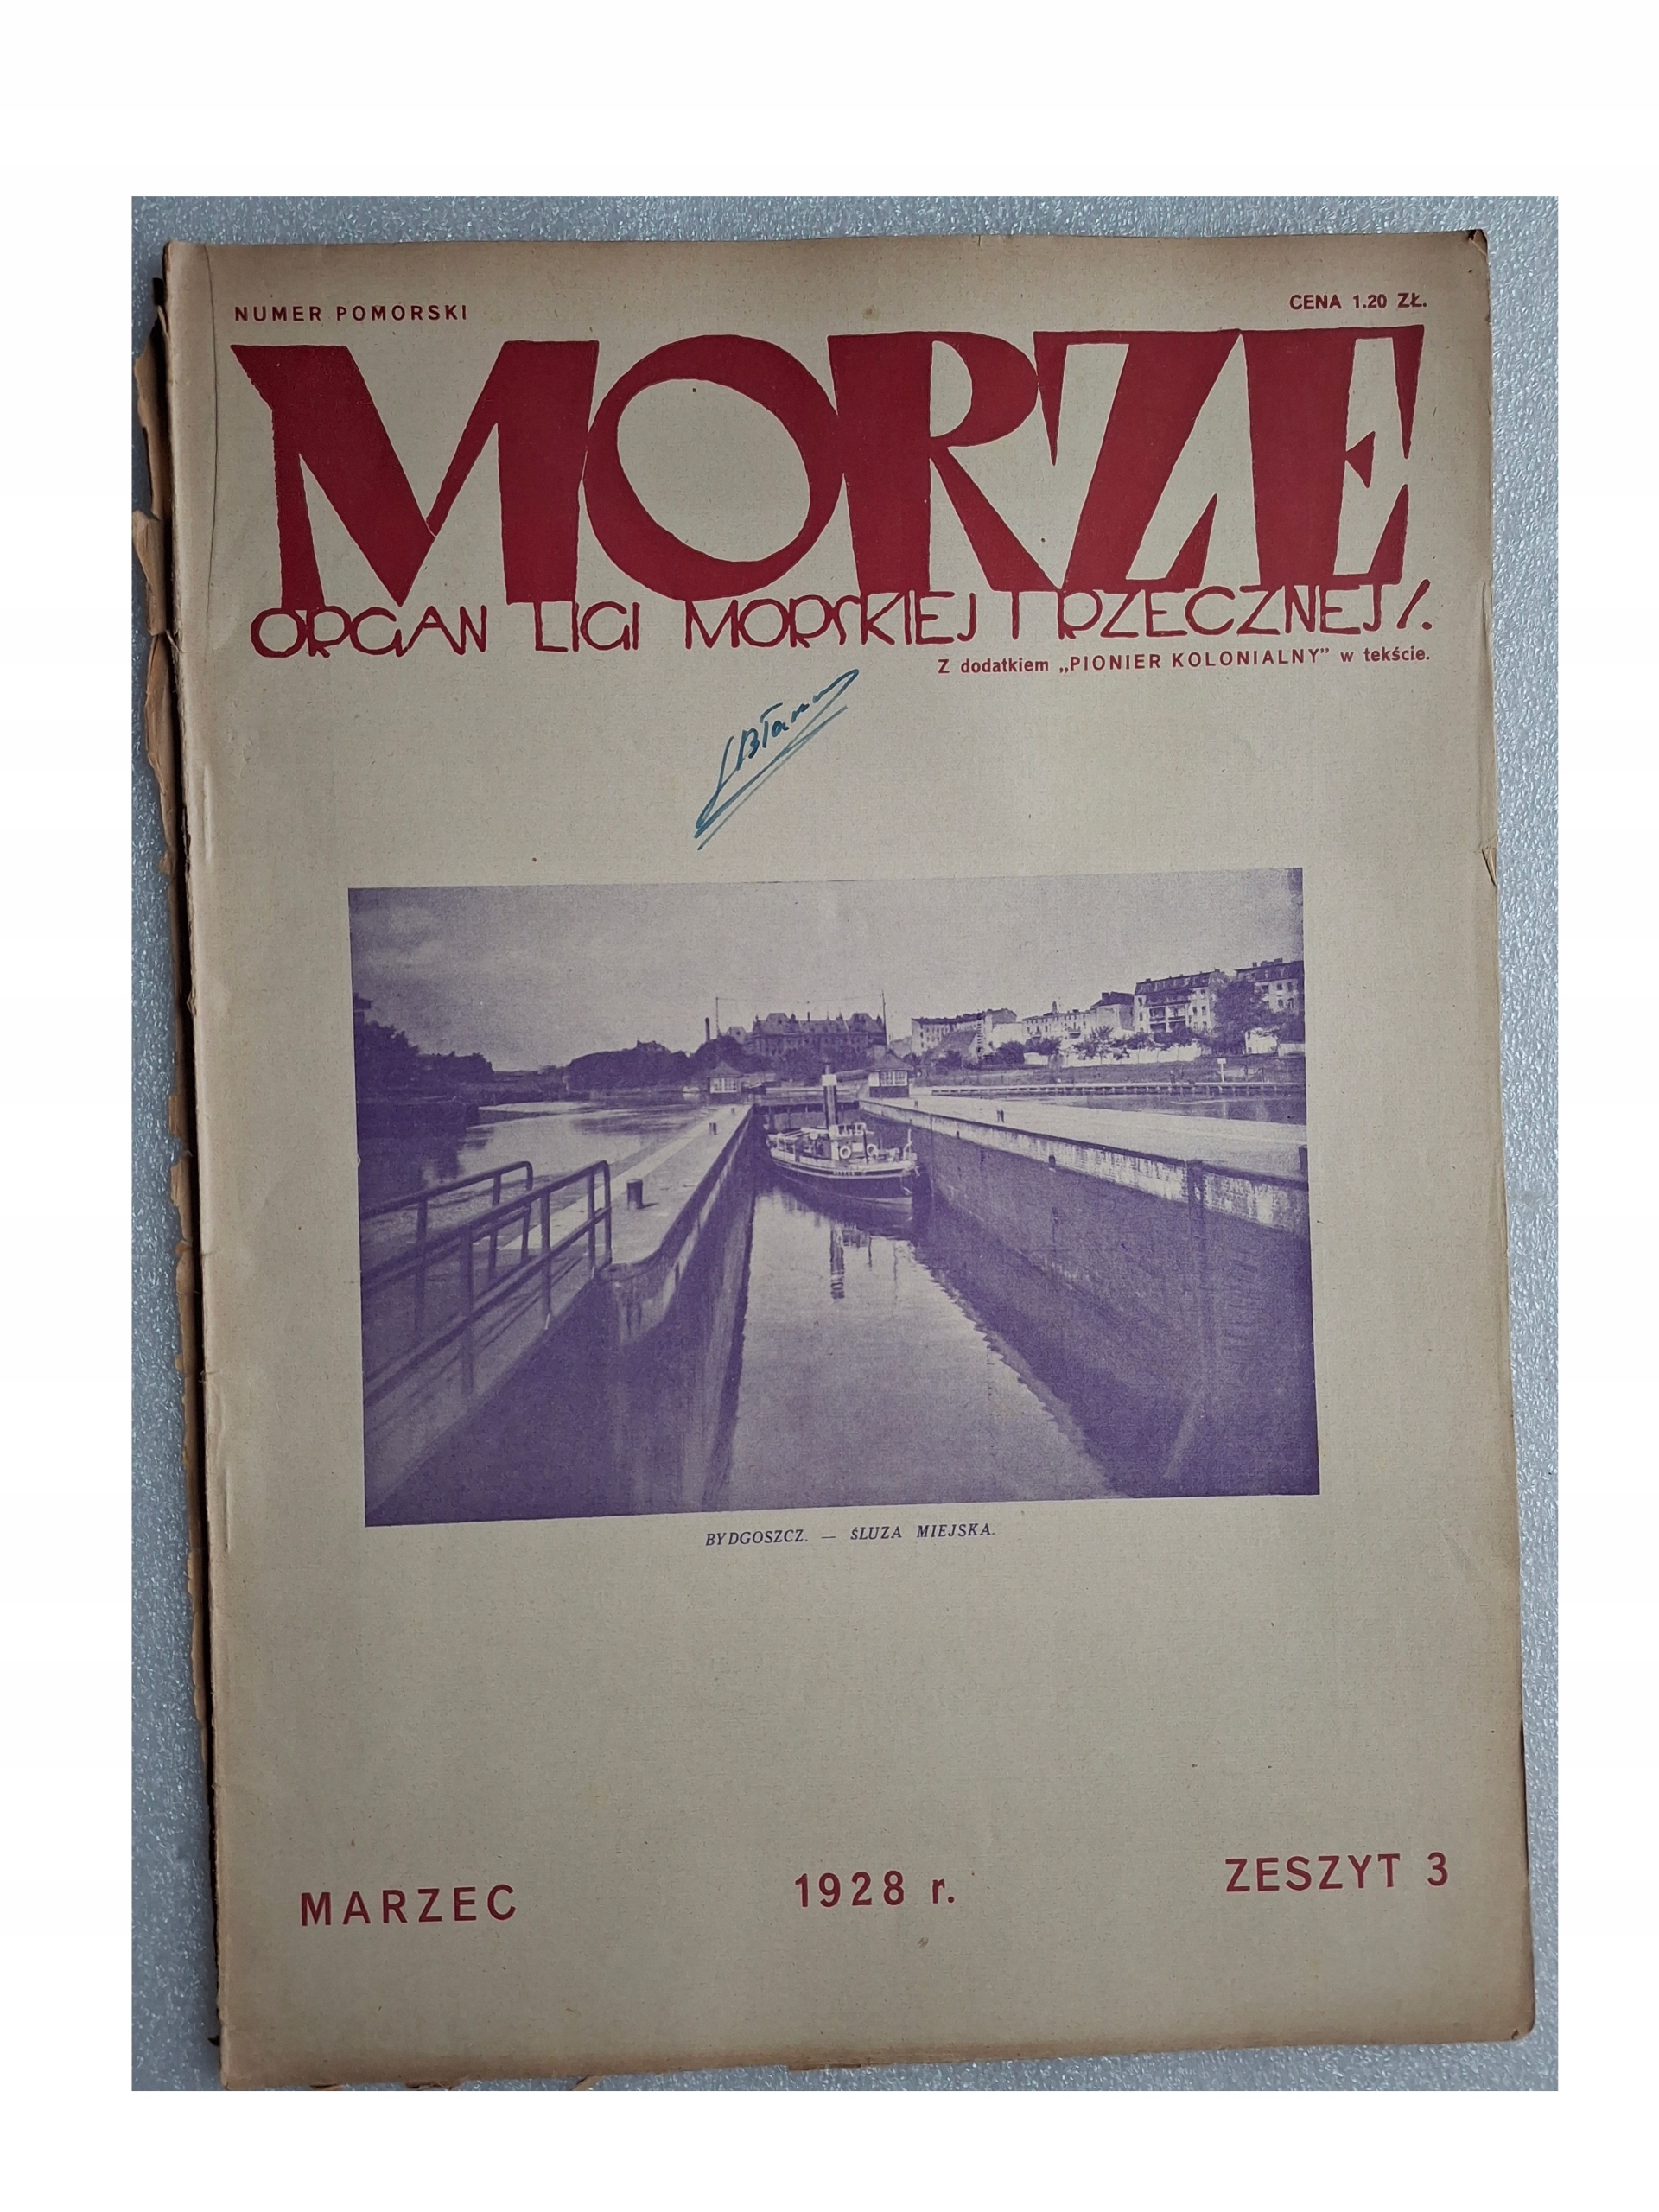 NUMER POMORSKI
CENA 1.20 ZŁ.
MORZE
ORGAN LIGI MORSKIEJ I RZECZNEJ/.
Z dodatkiem „PIONIER KOLONIALNY” w tekście.
BYDGOSZCZ. — ŚLUZA MIEJSKA.
MARZEC 1928 r. ZESZYT 3